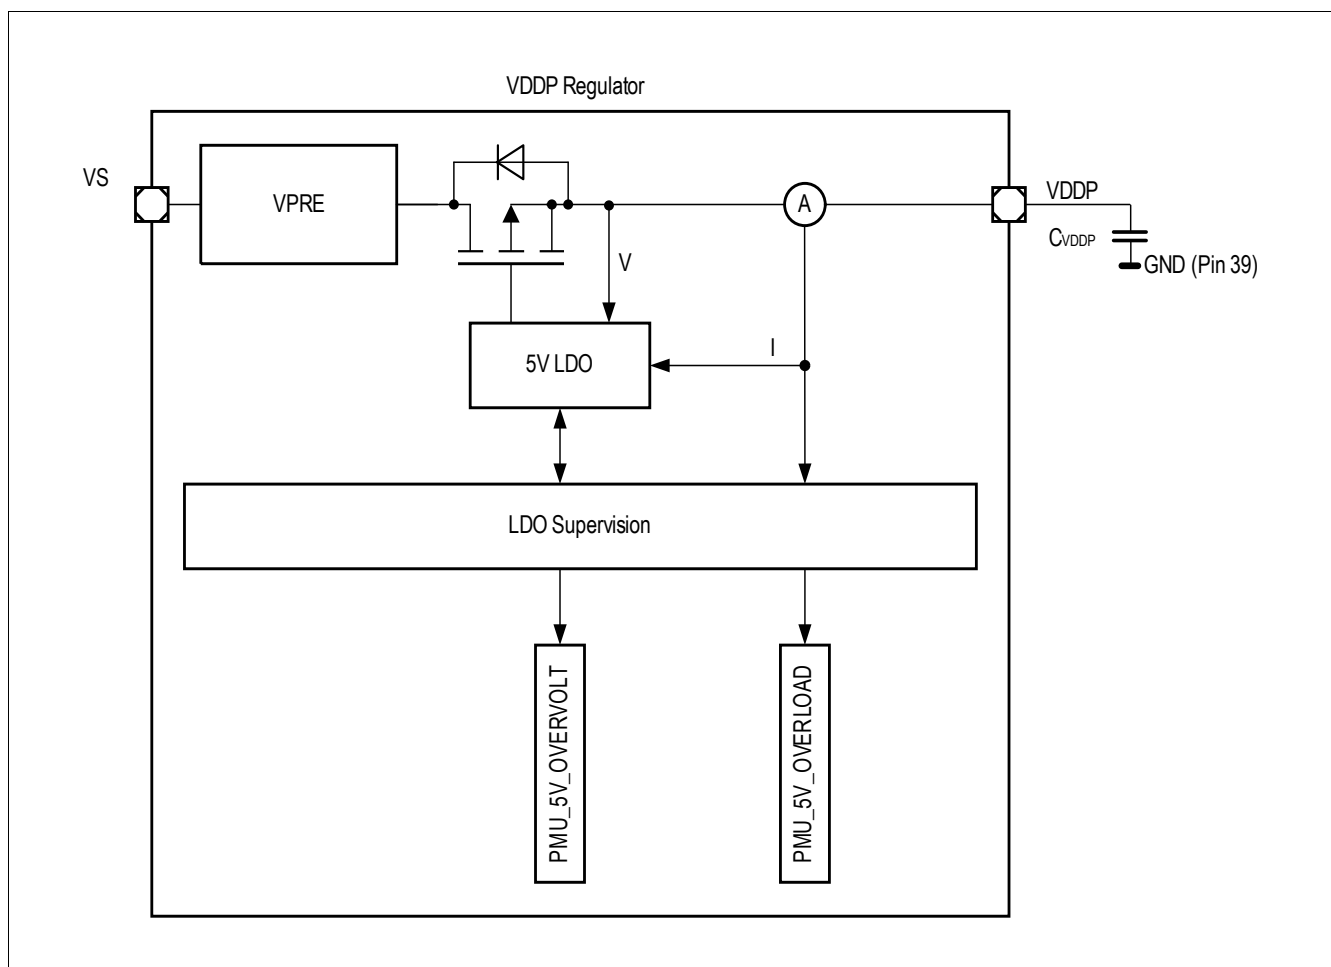 VDDP Regulator
VS
VPRE
A
VDDP
CVDDP
GND (Pin 39)
V
5V LDO
I
LDO Supervision
PMU_5V_OVERVOLT
PMU_5V_OVERLOAD